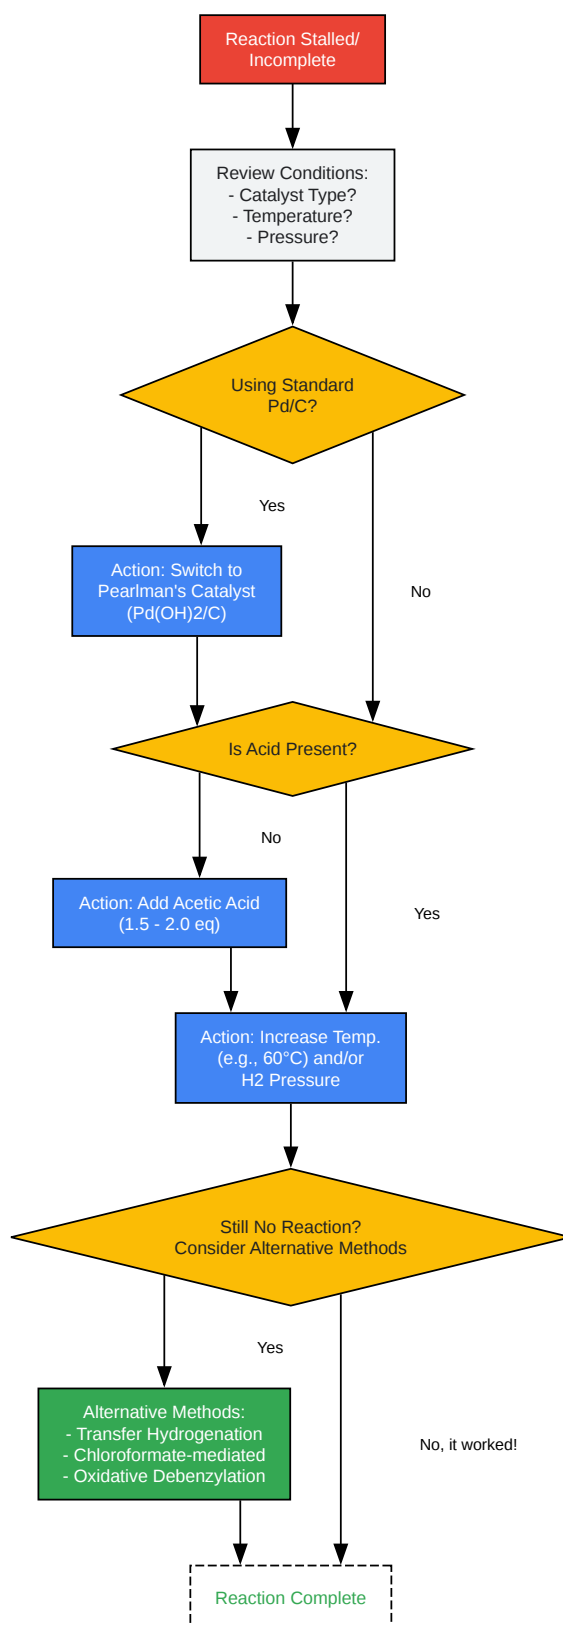 Reaction Stalled/
Incomplete
Review Conditions:
- Catalyst Type?
- Temperature?
- Pressure?
Using Standard
Pd/C?
Yes
Action: Switch to
Pearlman's Catalyst
(Pd(OH)2/C)
No
Is Acid Present?
No
Action: Add Acetic Acid
(1.5 - 2.0 eq)
Yes
Action: Increase Temp.
(e.g., 60°C) and/or
H2 Pressure
Still No Reaction?
Consider Alternative Methods
Yes
Alternative Methods:
- Transfer Hydrogenation
- Chloroformate-mediated
- Oxidative Debenzylation
No, it worked!
Reaction Complete